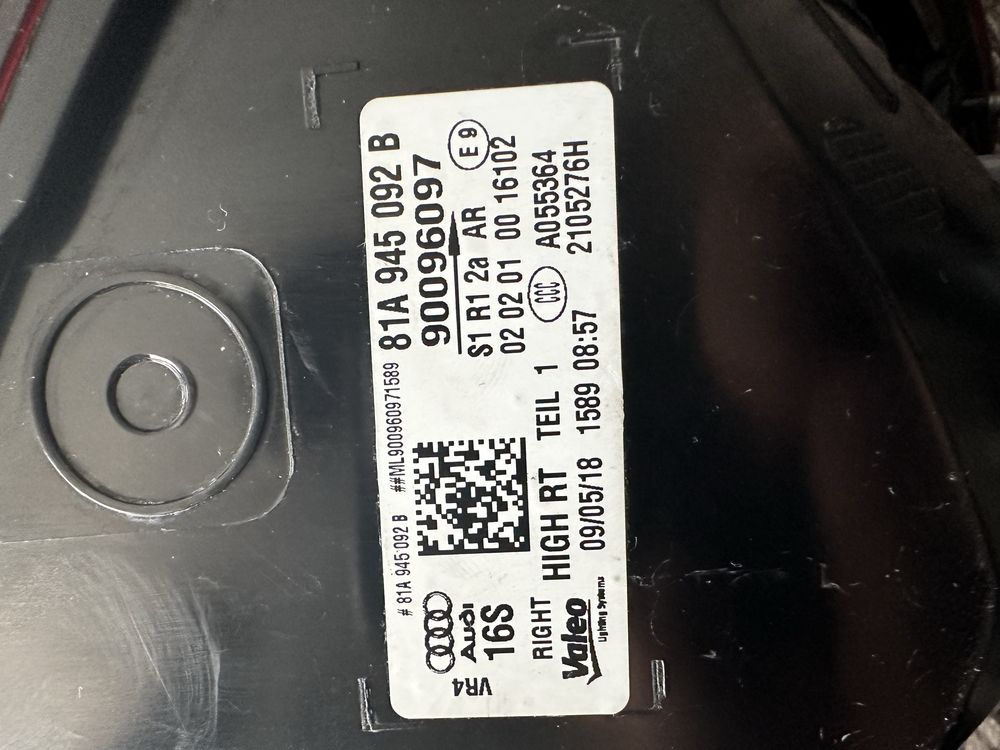 # 81A 945 092 B ##ML900960971589
81A 945 092 B
90096097
Audi
16S
VR4
S1 R1 2a AR
E 9
02 02 01 00 16102
RIGHT HIGH RT TEIL 1 CCC A055364
Valeo
Lighting Systems
09/05/18 1589 08:57 2105276H